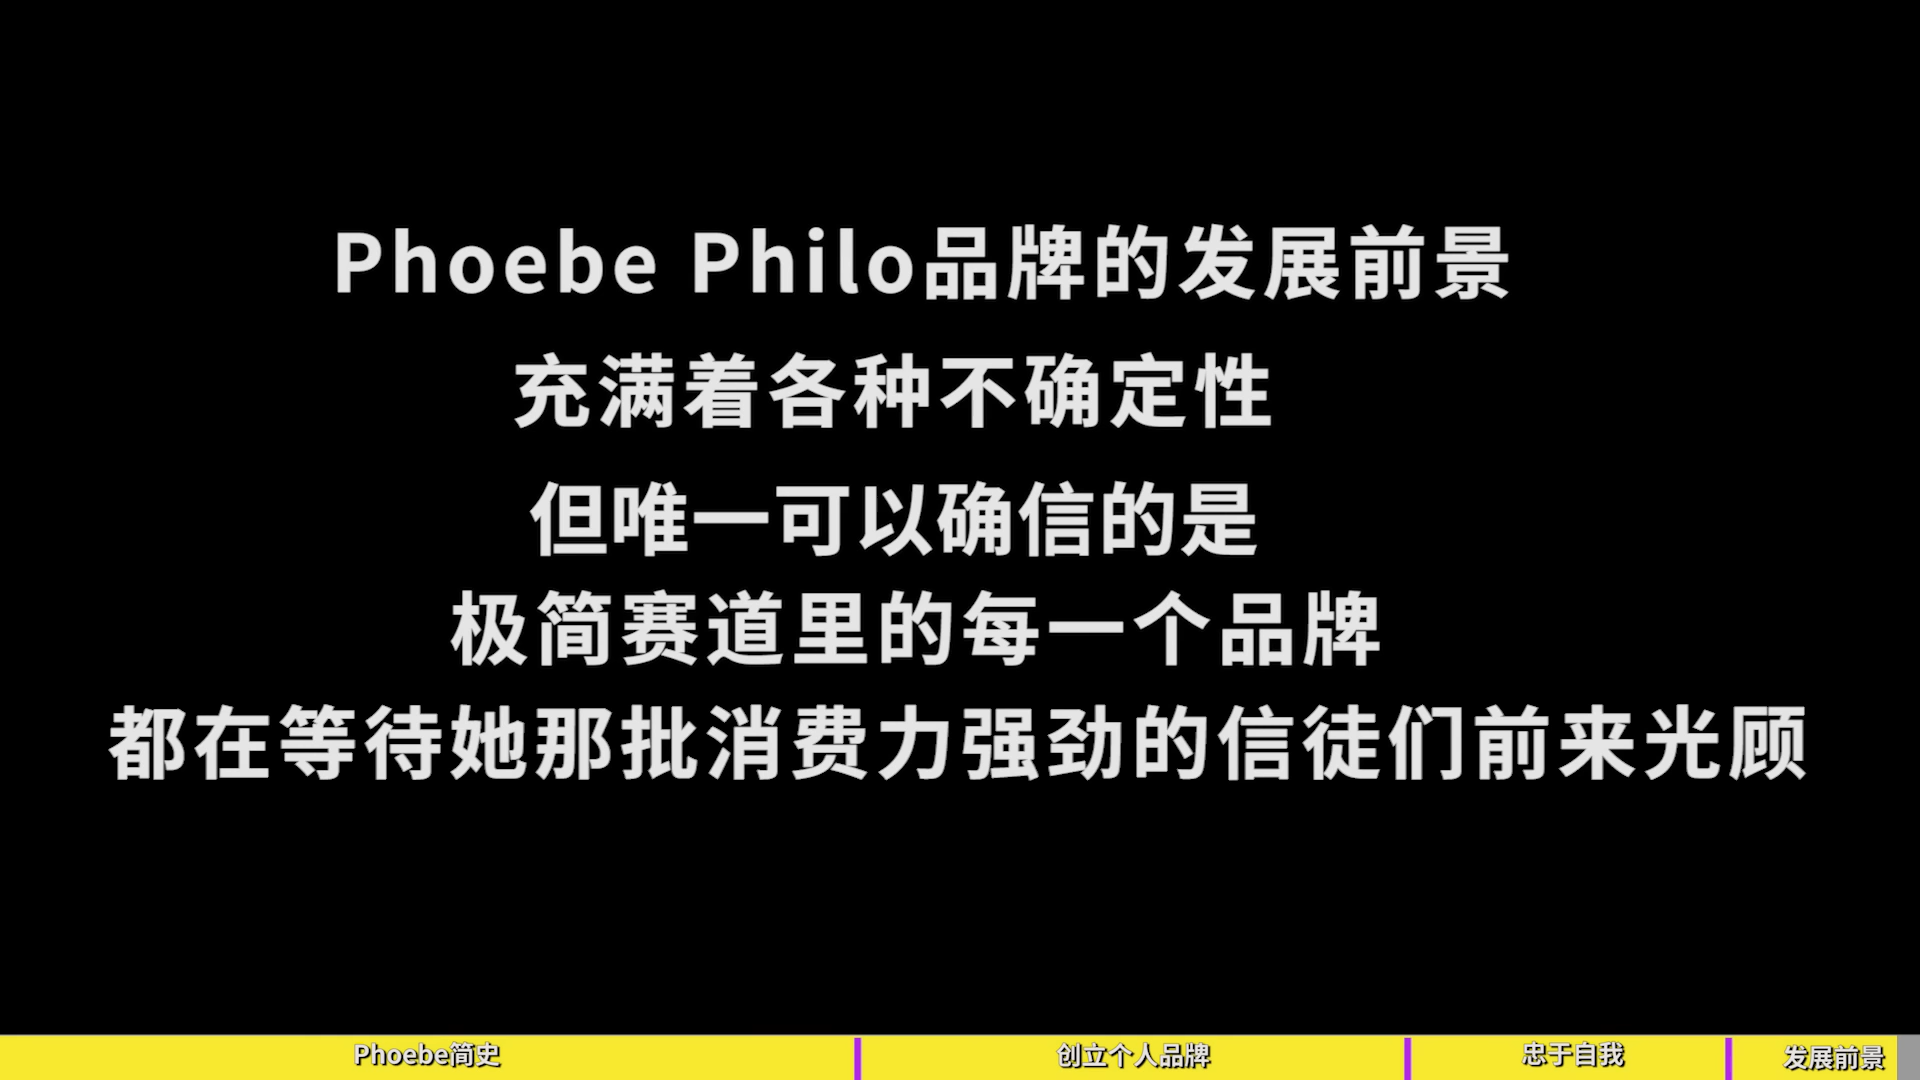 Phoebe Philo品牌的发展前景
充满着各种不确定性
但唯一可以确信的是
极简赛道里的每一个品牌
都在等待她那批消费力强劲的信徒们前来光顾
Phoebe简史
创立个人品牌
忠于自我
发展前景